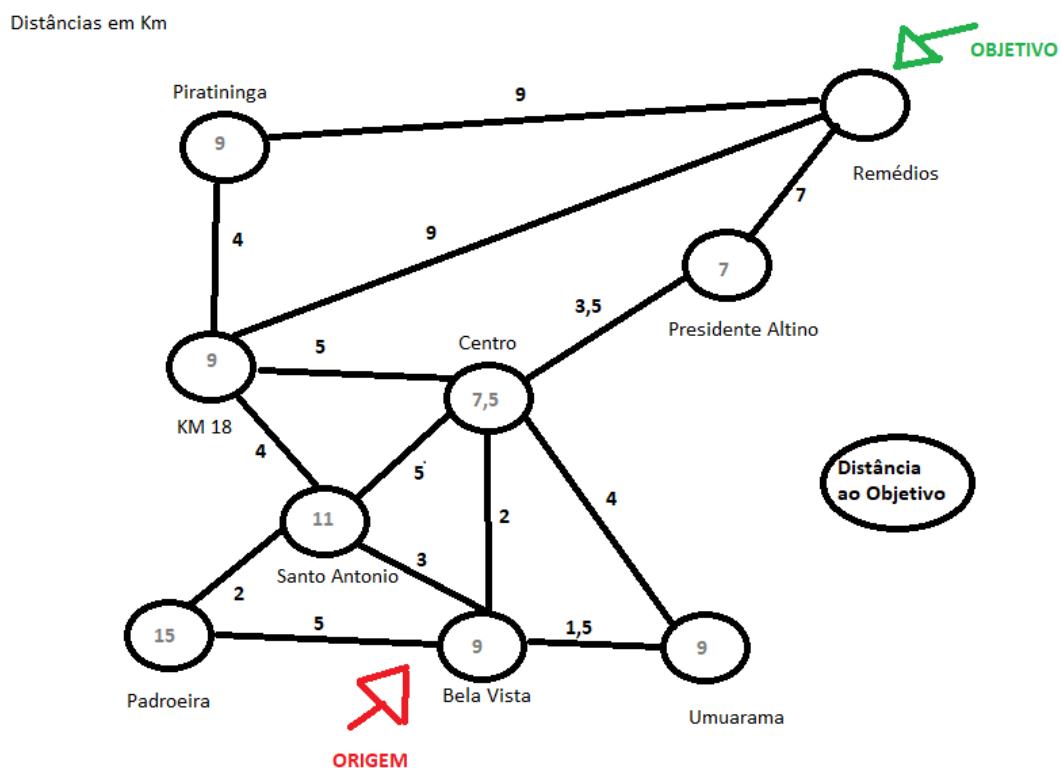 Distâncias em Km
OBJETIVO
Piratininga
9
9
Remédios
7
4
9
7
3,5
Presidente Altino
Centro
5
9
7,5
KM 18
4
5
Distância
ao Objetivo
4
2
11
3
Santo Antonio
2
15
5
9
1,5
9
Padroeira
Bela Vista
Umuarama
ORIGEM